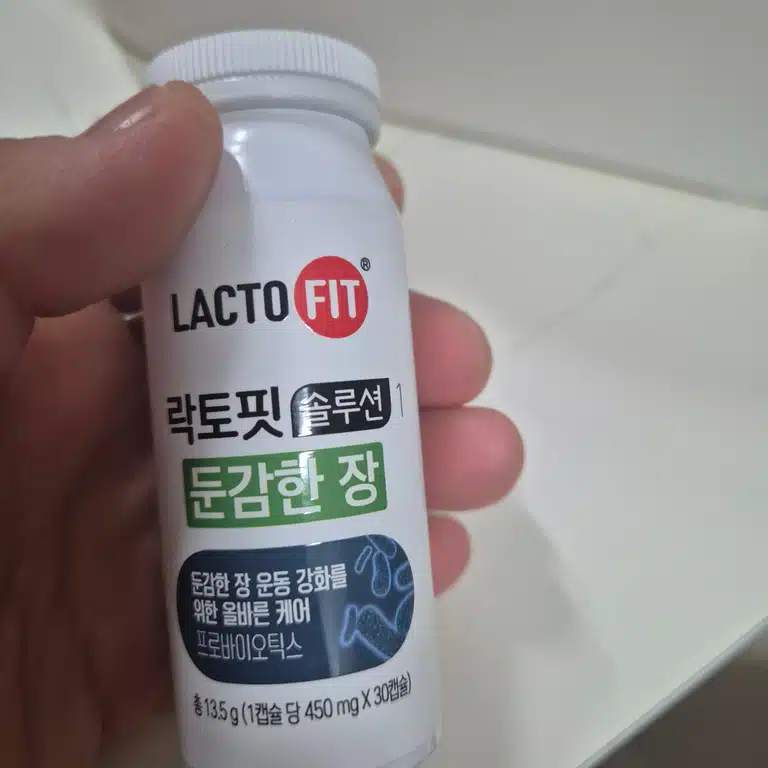 LACTO FIT®
락토핏 솔루션 1
둔감한 장
둔감한 장 운동 강화를
위한 올바른 케어
프로바이오틱스
총 13.5 g (1캡슐 당 450 mg X 30캡슐)